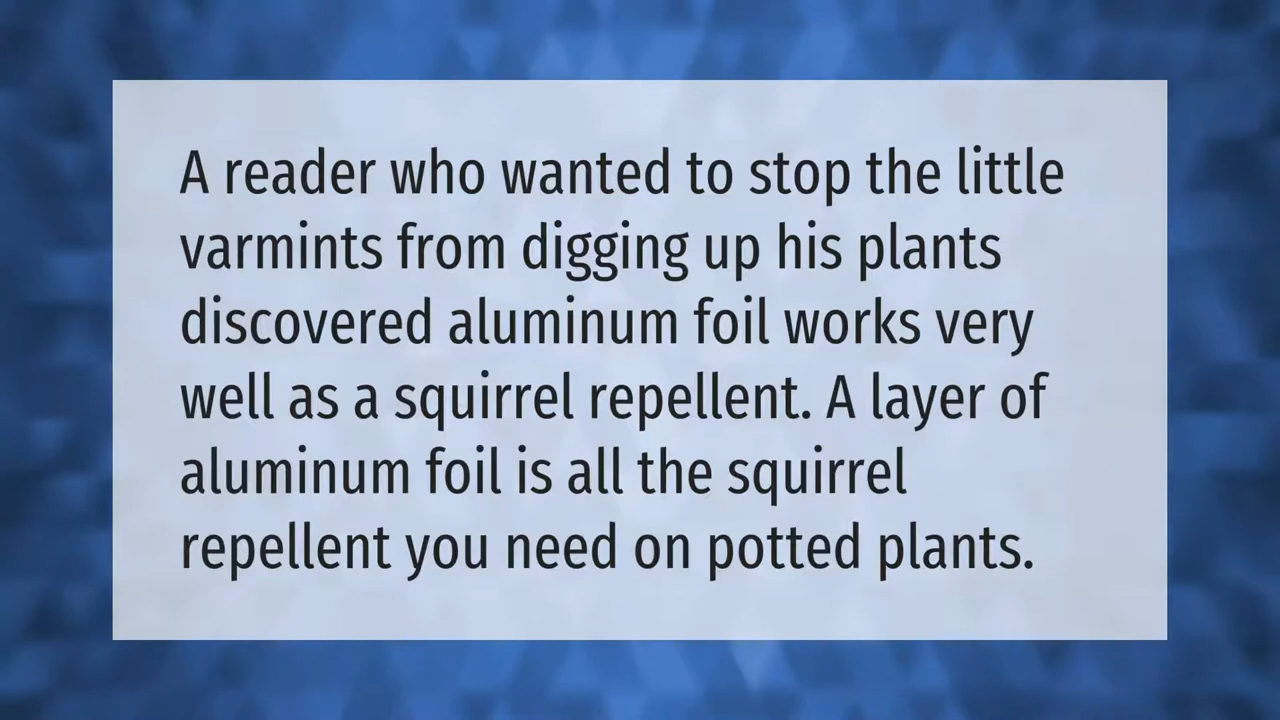 A reader who wanted to stop the little
varmints from digging up his plants
discovered aluminum foil works very
well as a squirrel repellent. A layer of
aluminum foil is all the squirrel
repellent you need on potted plants.